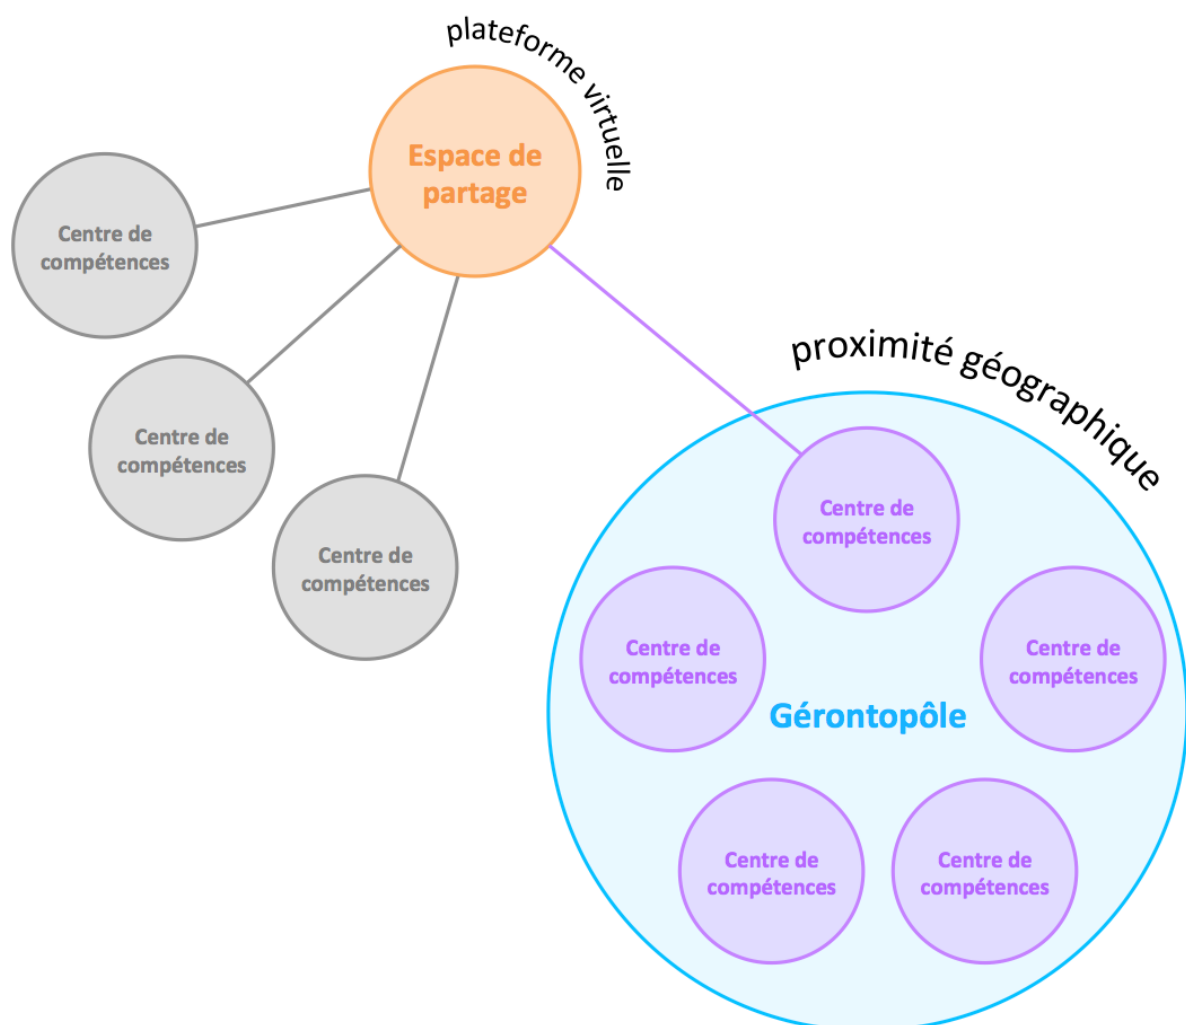 plateforme virtuelle
Espace de
partage
Centre de
compétences
Centre de
compétences
Centre de
compétences
proximité géographique
Centre de
compétences
Centre de
compétences
Centre de
compétences
Gérontopôle
Centre de
compétences
Centre de
compétences